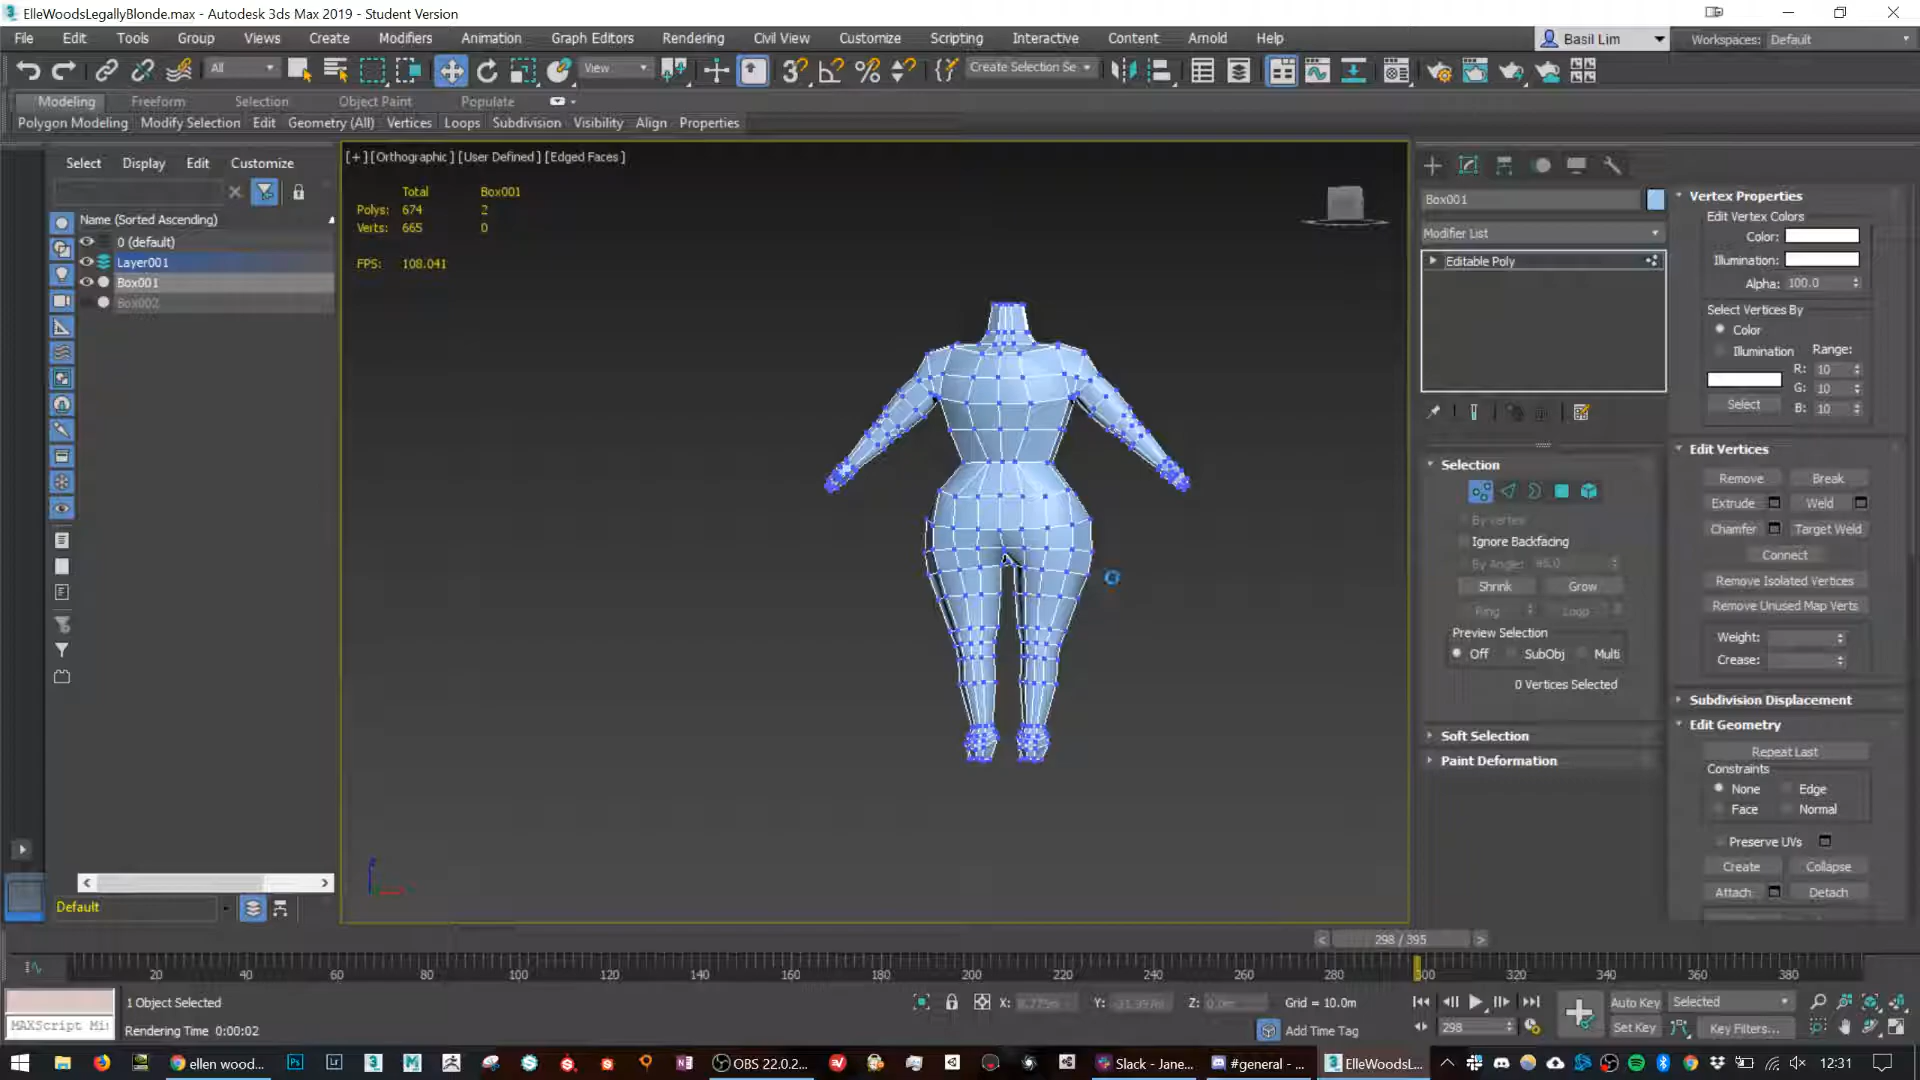 ElleWoodsLegallyBlonde.max - Autodesk 3ds Max 2019 - Student Version
File Edit Tools Group Views Create Modifiers Animation Graph Editors Rendering Civil View Customize Scripting Interactive Content Arnold Help
Basil Lim
Workspaces: Default
All
View
Create Selection Se
Modeling Freeform Selection Object Paint Populate
Polygon Modeling Modify Selection Edit Geometry (All) Vertices Loops Subdivision Visibility Align Properties
Select Display Edit Customize
Name (Sorted Ascending)
0 (default)
Layer001
Box001
Box002
Default
[+] [Orthographic] [User Defined] [Edged Faces]
Total Box001
Polys: 674 2
Verts: 665 0
FPS: 108.041
Box001
Modifier List
Editable Poly
Selection
By vertex
Ignore Backfacing
By Angle:
Shrink Grow
Ring Loop
Preview Selection
Off SubObj Multi
0 Vertices Selected
Soft Selection
Paint Deformation
Vertex Properties
Edit Vertex Colors
Color:
Illumination:
Alpha: 100.0
Select Vertices By
Color
Illumination Range:
R: 10
G: 10
B: 10
Select
Edit Vertices
Remove Break
Extrude Weld
Chamfer Target Weld
Connect
Remove Isolated Vertices
Remove Unused Map Verts
Weight:
Crease:
Subdivision Displacement
Edit Geometry
Repeat Last
Constraints
None Edge
Face Normal
Preserve UVs
Create Collapse
Attach Detach
< 298 / 395 >
20 40 60 80 100 120 140 160 180 200 220 240 260 280 300 320 340 360 380
1 Object Selected
X: Y: Z: Grid = 10.0m
Auto Key Selected
MAXScript Mi
Rendering Time 0:00:02
Add Time Tag
298
Set Key Key Filters...
ellen wood...
OBS 22.0.2...
Slack - Jane...
#general - ...
ElleWoodsL...
12:31